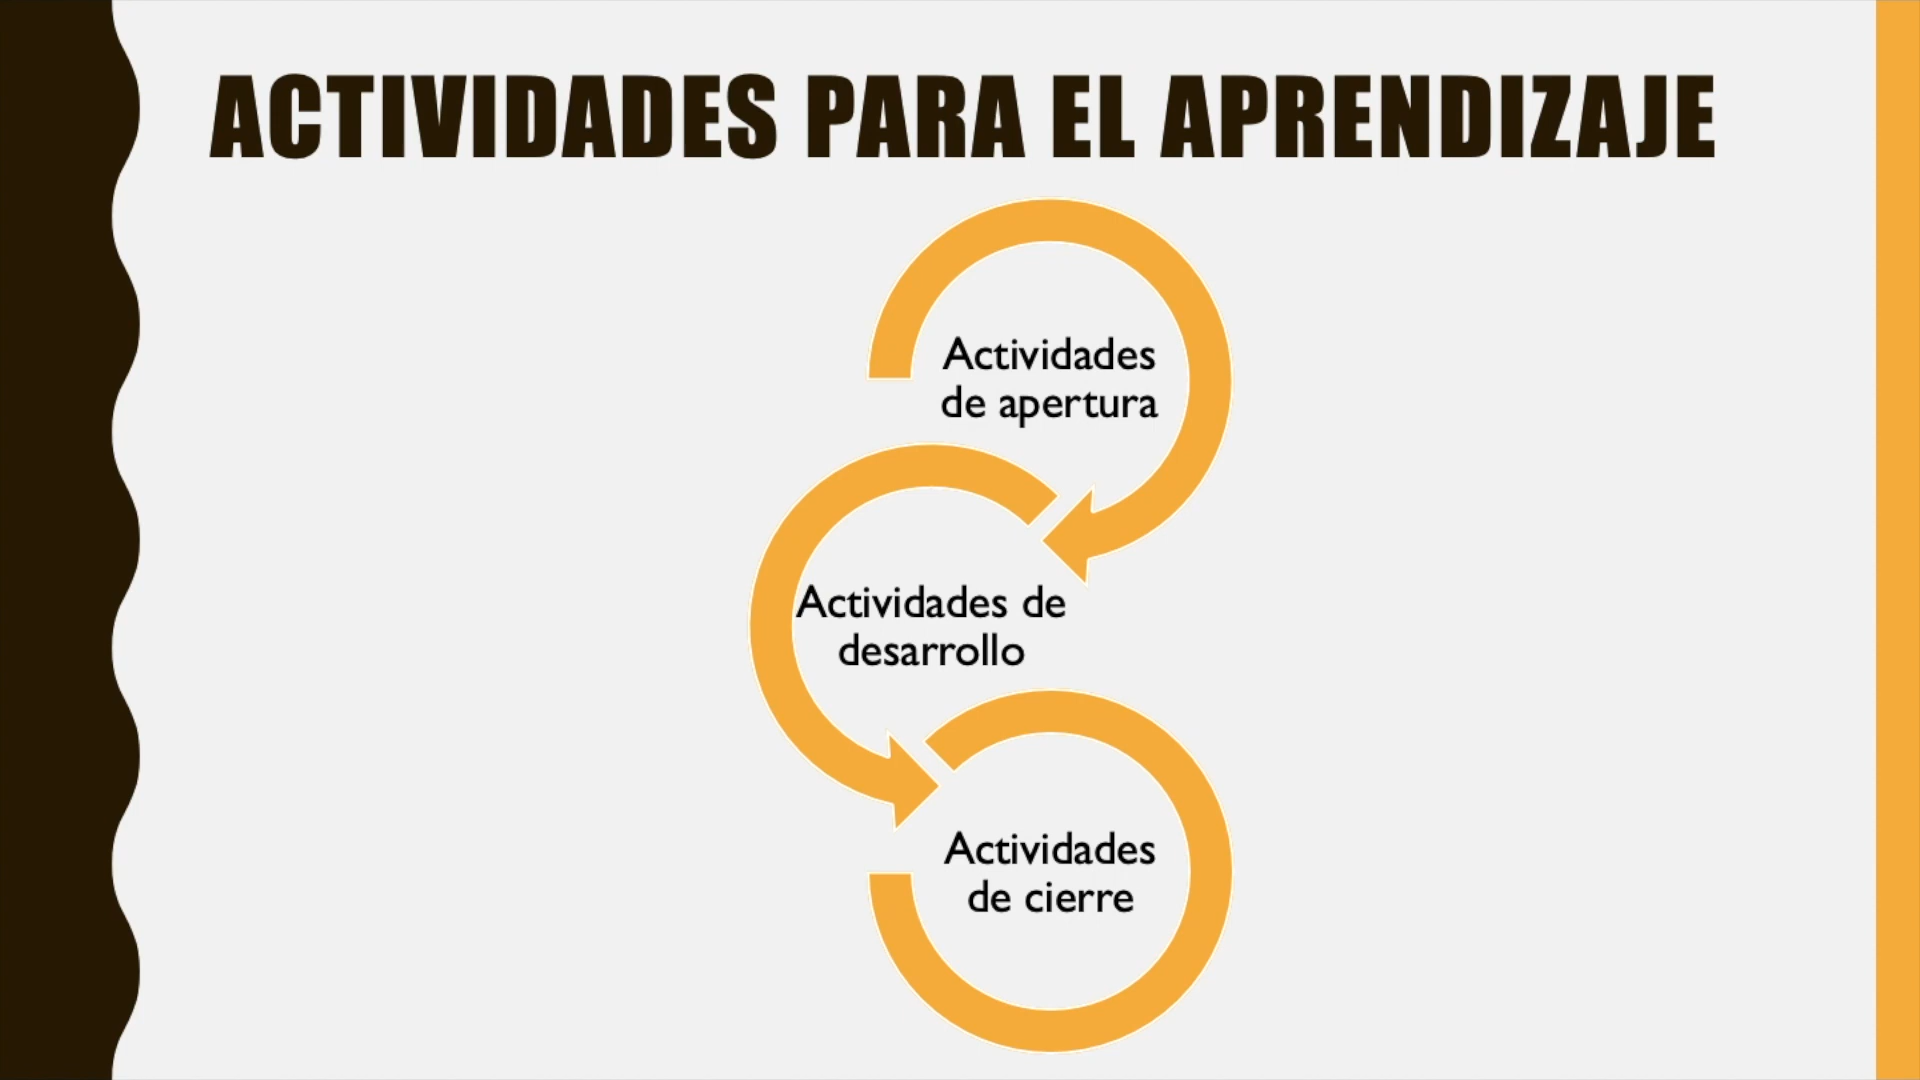 ACTIVIDADES PARA EL APRENDIZAJE
Actividades
de apertura
Actividades de
desarrollo
Actividades
de cierre